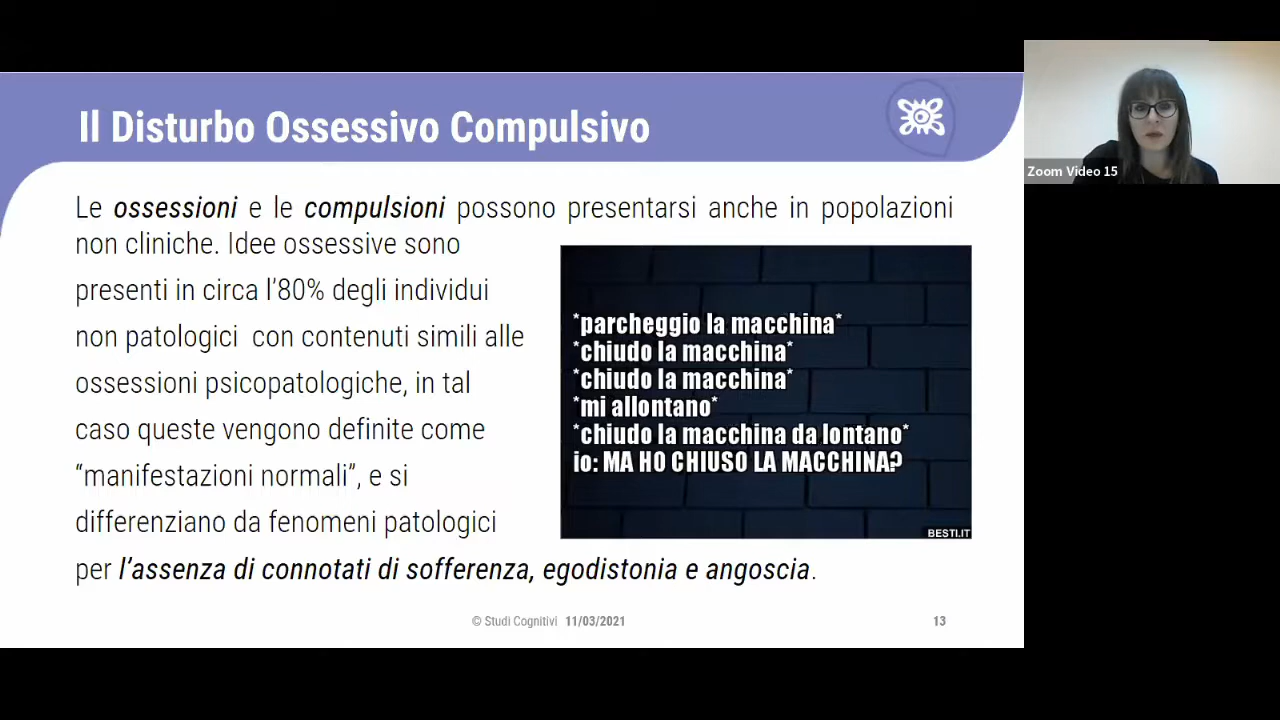 Il Disturbo Ossessivo Compulsivo
Le ossessioni e le compulsioni possono presentarsi anche in popolazioni
non cliniche. Idee ossessive sono
presenti in circa l’80% degli individui
non patologici con contenuti simili alle
ossessioni psicopatologiche, in tal
caso queste vengono definite come
“manifestazioni normali”, e si
differenziano da fenomeni patologici
per l’assenza di connotati di sofferenza, egodistonia e angoscia.
*parcheggio la macchina*
*chiudo la macchina*
*chiudo la macchina*
*mi allontano*
*chiudo la macchina da lontano*
io: MA HO CHIUSO LA MACCHINA?
BESTI.IT
© Studi Cognitivi 11/03/2021
13
Zoom Video 15